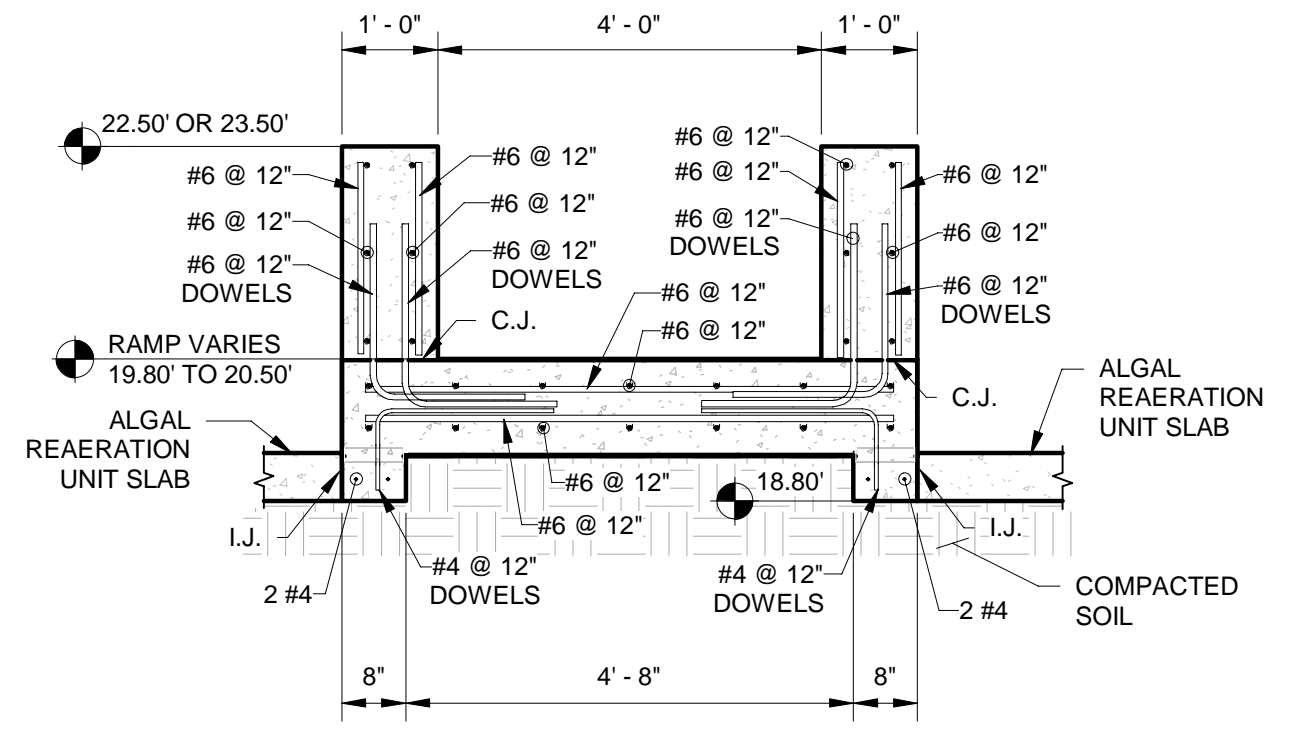 1' - 0"
4' - 0"
1' - 0"
22.50' OR 23.50'
#6 @ 12"
#6 @ 12"
#6 @ 12"
DOWELS
#6 @ 12"
#6 @ 12"
#6 @ 12"
DOWELS
#6 @ 12"
#6 @ 12"
#6 @ 12"
DOWELS
#6 @ 12"
#6 @ 12"
#6 @ 12"
DOWELS
#6 @ 12"
#6 @ 12"
C.J.
RAMP VARIES
19.80' TO 20.50'
C.J.
ALGAL
REAERATION
UNIT SLAB
ALGAL
REAERATION
UNIT SLAB
#6 @ 12"
#6 @ 12"
18.80'
I.J.
I.J.
2 #4
#4 @ 12"
DOWELS
#4 @ 12"
DOWELS
2 #4
COMPACTED
SOIL
8"
4' - 8"
8"